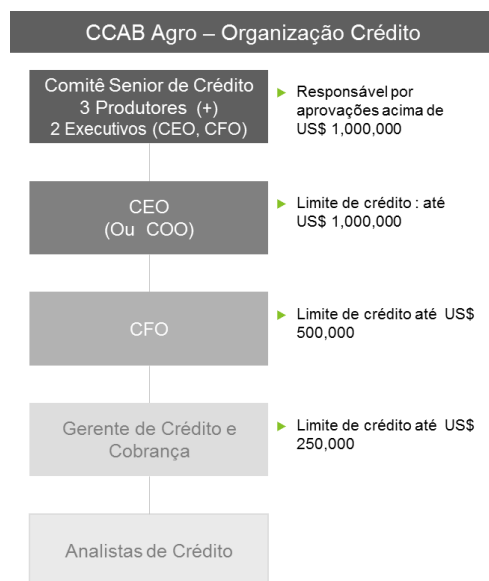 CCAB Agro – Organização Crédito
Comitê Senior de Crédito
3 Produtores (+)
2 Executivos (CEO, CFO)
Responsável por
aprovações acima de
US$ 1,000,000
CEO
(Ou COO)
Limite de crédito : até
US$ 1,000,000
CFO
Limite de crédito até US$
500,000
Gerente de Crédito e
Cobrança
Limite de crédito até US$
250,000
Analistas de Crédito